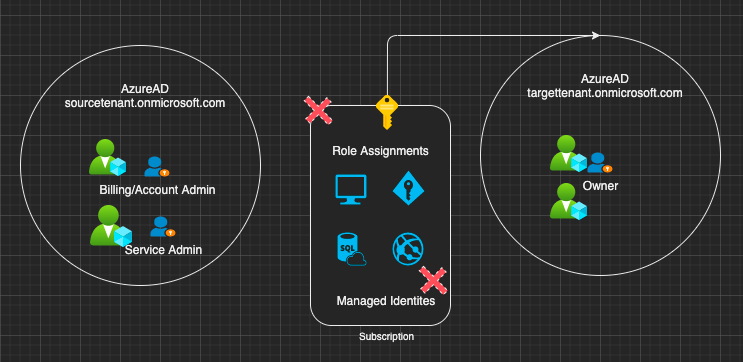 AzureAD
sourcetenant.onmicrosoft.com
Billing/Account Admin
Service Admin
Role Assignments
SQL
Managed Identites
Subscription
AzureAD
targettenant.onmicrosoft.com
Owner